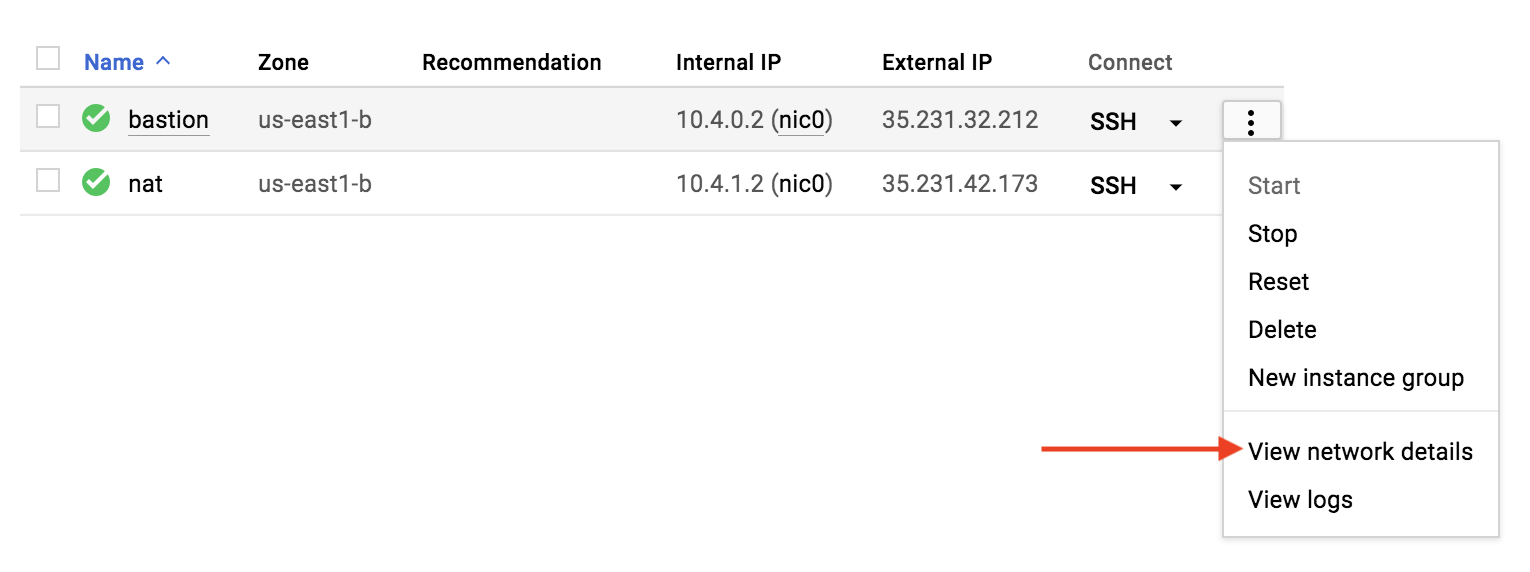 Name Zone Recommendation Internal IP External IP Connect
bastion us-east1-b 10.4.0.2 (nic0) 35.231.32.212 SSH
nat us-east1-b 10.4.1.2 (nic0) 35.231.42.173 SSH
Start
Stop
Reset
Delete
New instance group
View network details
View logs